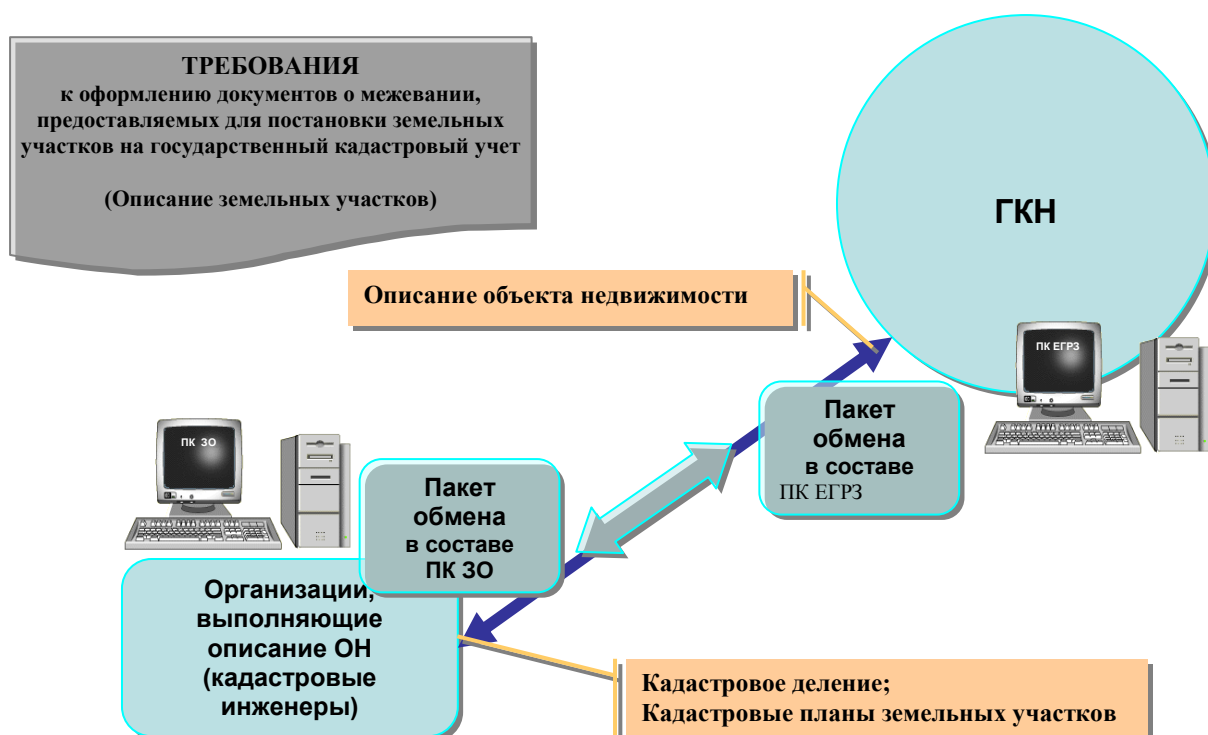 ТРЕБОВАНИЯ
к оформлению документов о межевании,
предоставляемых для постановки земельных
участков на государственный кадастровый учет
(Описание земельных участков)
ГКН
Описание объекта недвижимости
ПК ЕГРЗ
Пакет
обмена
в составе
ПК ЕГРЗ
ПК ЗО
Пакет
обмена
в составе
ПК ЗО
Организации,
выполняющие
описание ОН
(кадастровые
инженеры)
Кадастровое деление;
Кадастровые планы земельных участков